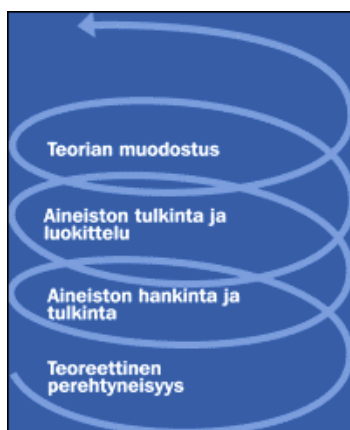 Teorian muodostus
Aineiston tulkinta ja
luokittelu
Aineiston hankinta ja
tulkinta
Teoreettinen
perehtyneisyys